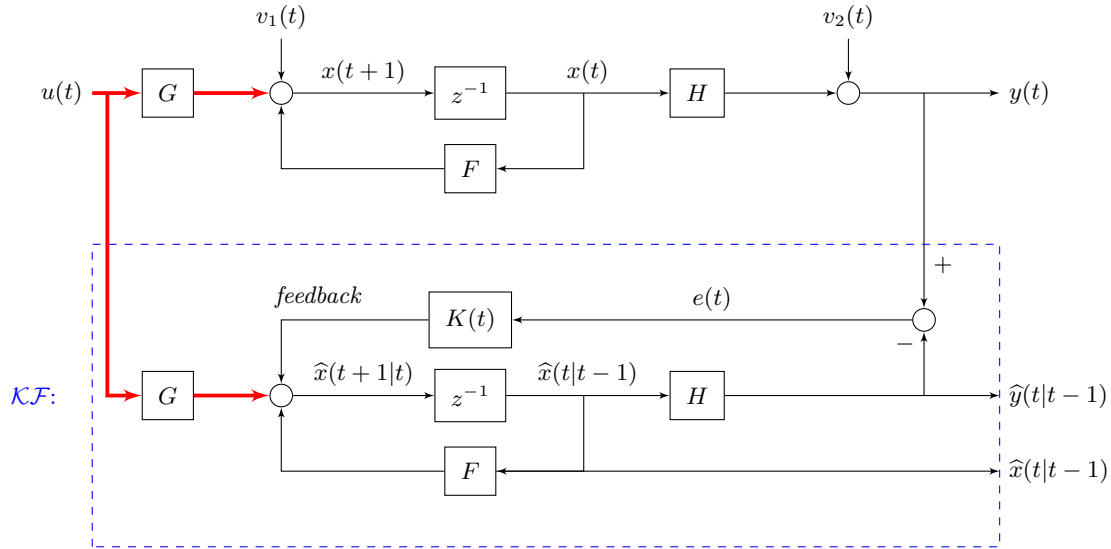 v₁(t) v₂(t)
u(t) G x(t + 1) z⁻¹ x(t) H y(t)
F
+
feedback K(t) e(t)
−
𝒦ℱ: G x̂(t + 1|t) z⁻¹ x̂(t|t − 1) H ŷ(t|t − 1)
F x̂(t|t − 1)